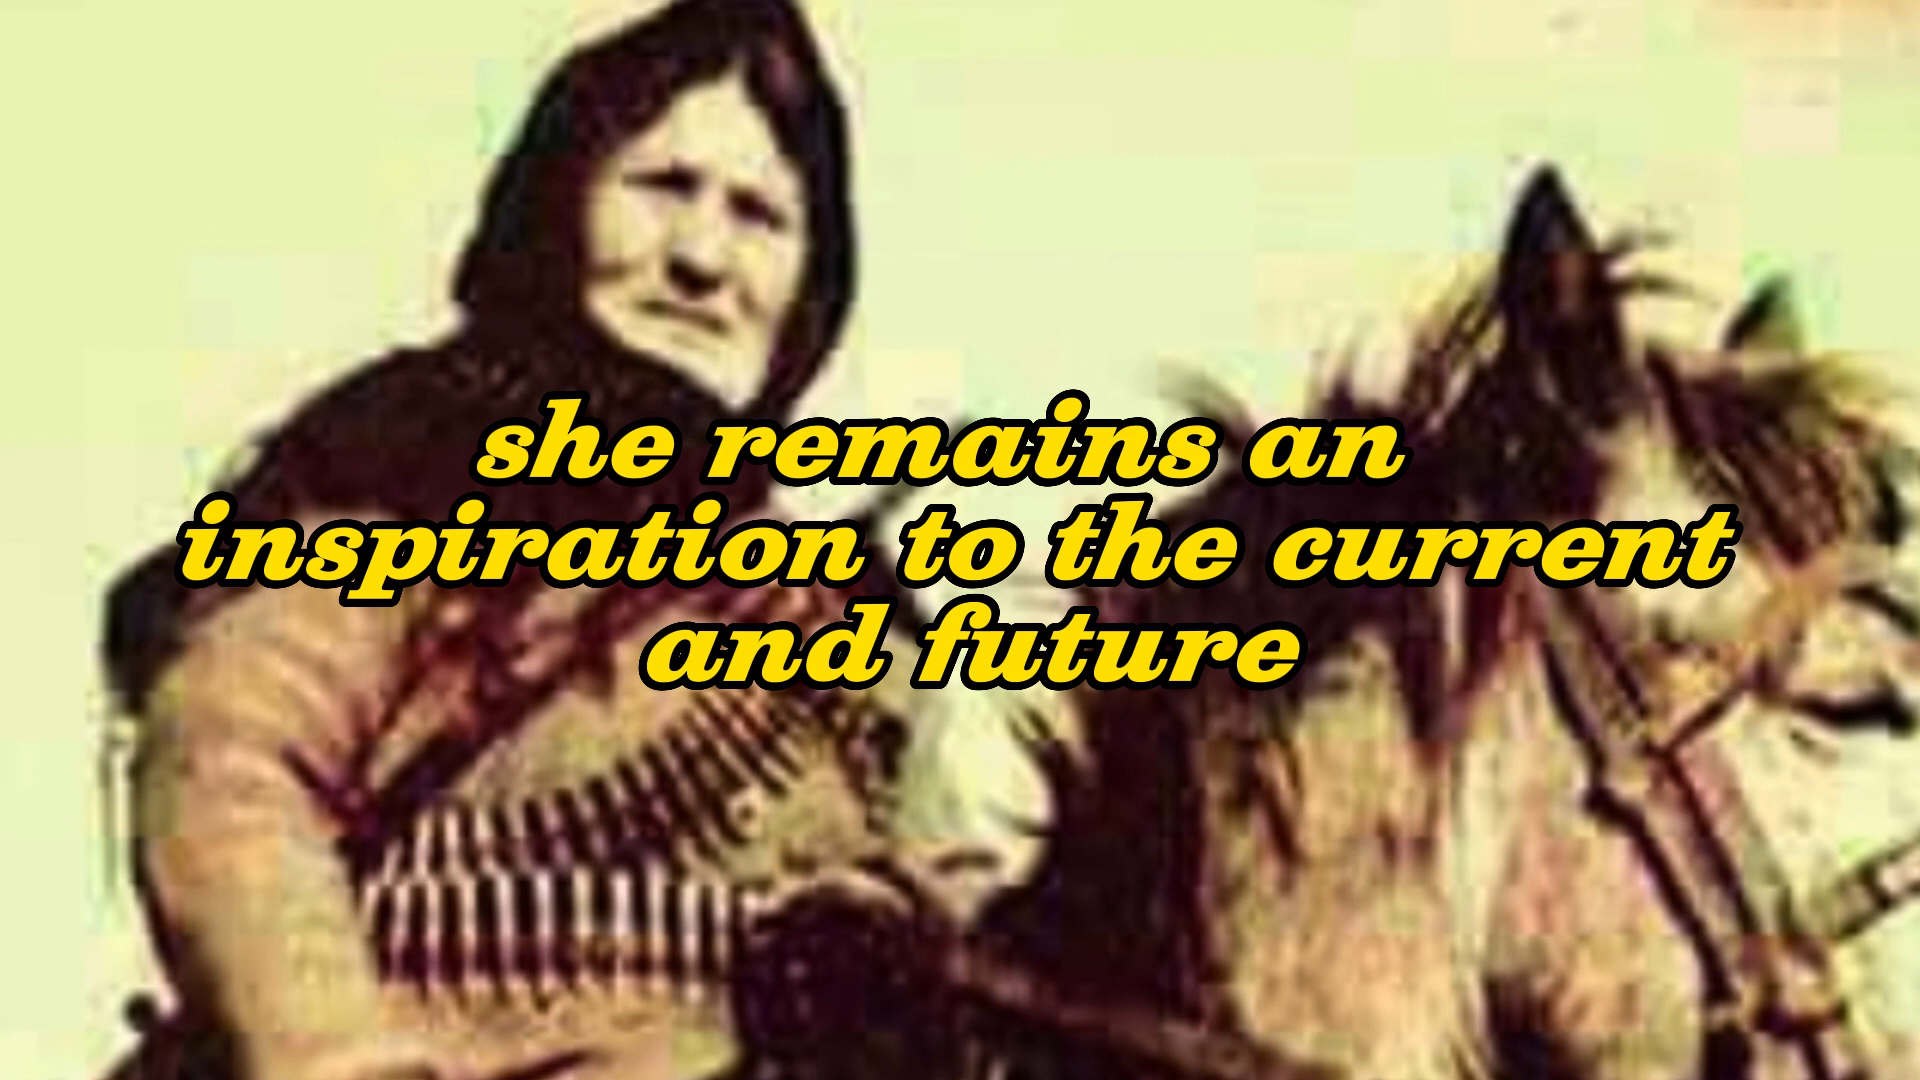 she remains an
inspiration to the current
and future